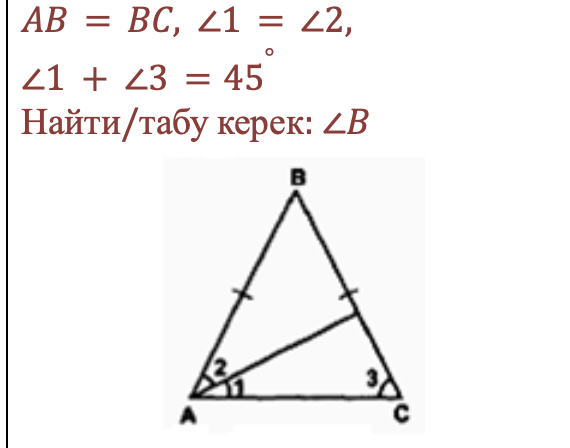 AB = BC, ∠1 = ∠2,
∠1 + ∠3 = 45°
Найти/табу керек: ∠B
B
2
1
3
A
C